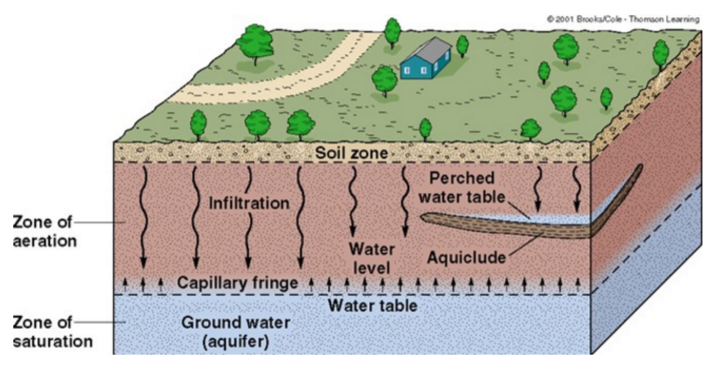 © 2001 Brooks/Cole - Thomson Learning
Soil zone
Perched
water table
Infiltration
Zone of
aeration
Water
level
Aquiclude
Capillary fringe
Water table
Zone of
saturation
Ground water
(aquifer)